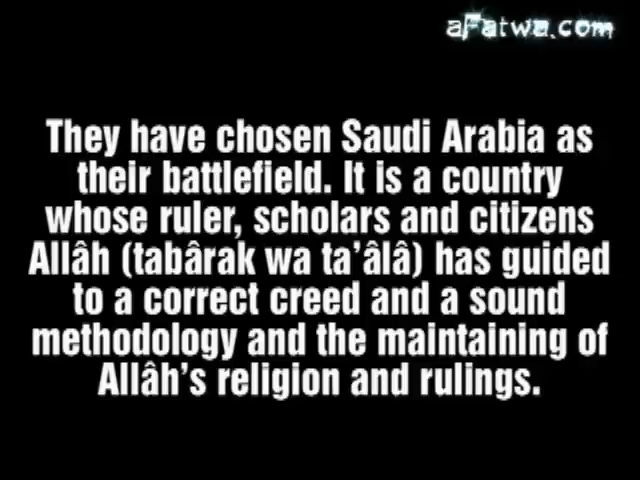 aFatwa.com
They have chosen Saudi Arabia as
their battlefield. It is a country
whose ruler, scholars and citizens
Allâh (tabârak wa ta'âlâ) has guided
to a correct creed and a sound
methodology and the maintaining of
Allâh's religion and rulings.